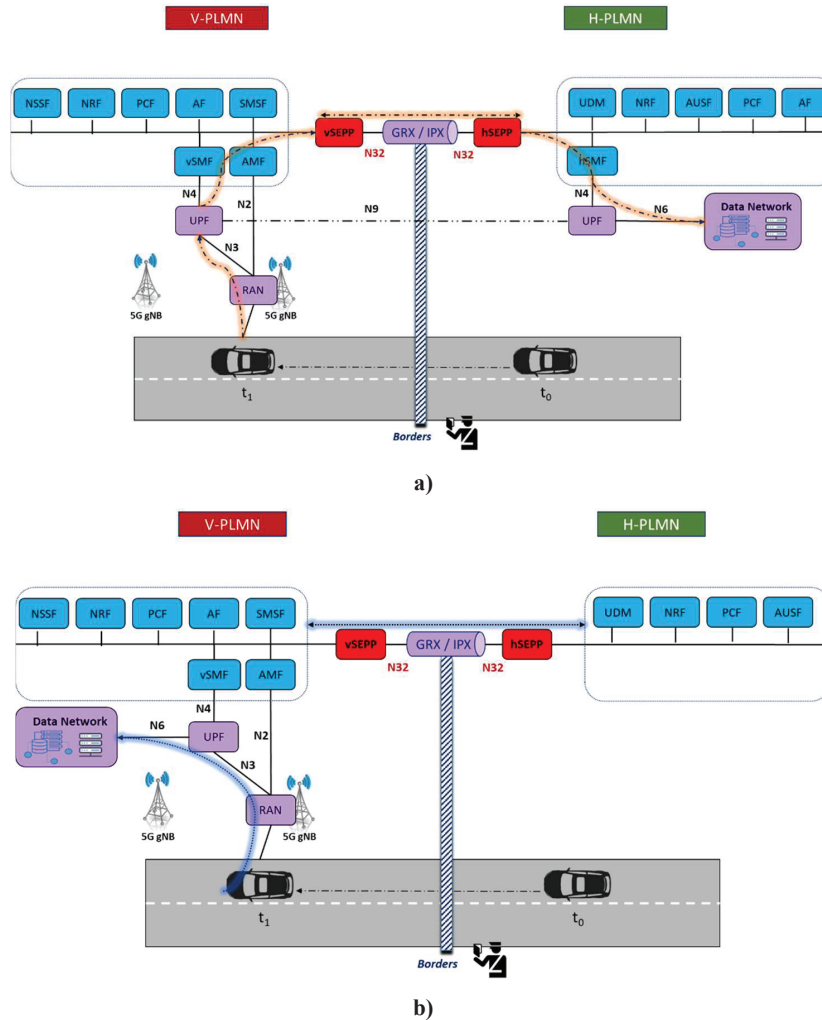 V-PLMN H-PLMN
NSSF NRF PCF AF SMSF UDM NRF AUSF PCF AF
vSEPP GRX / IPX hSEPP
N32 N32
vSMF AMF hSMF
N4 N2 N9 N4 N6
UPF UPF Data Network
N3
RAN
5G gNB 5G gNB
t1 t0
Borders
a)
V-PLMN H-PLMN
NSSF NRF PCF AF SMSF UDM NRF PCF AUSF
vSEPP GRX / IPX hSEPP
N32 N32
vSMF AMF
N4
Data Network N6 UPF N2
N3
RAN
5G gNB 5G gNB
t1 t0
Borders
b)